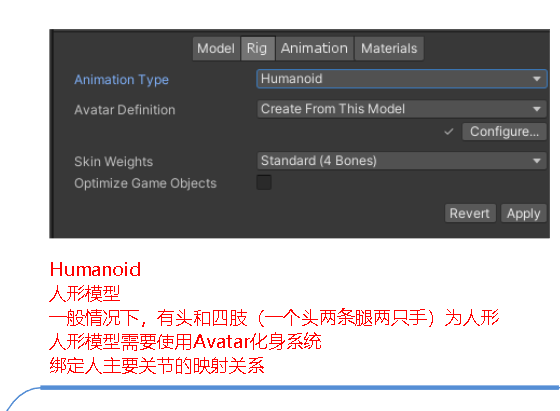 Model Rig Animation Materials
Animation Type Humanoid
Avatar Definition Create From This Model
✓ Configure...
Skin Weights Standard (4 Bones)
Optimize Game Objects
Revert Apply
Humanoid
人形模型
一般情况下，有头和四肢（一个头两条腿两只手）为人形
人形模型需要使用Avatar化身系统
绑定人主要关节的映射关系